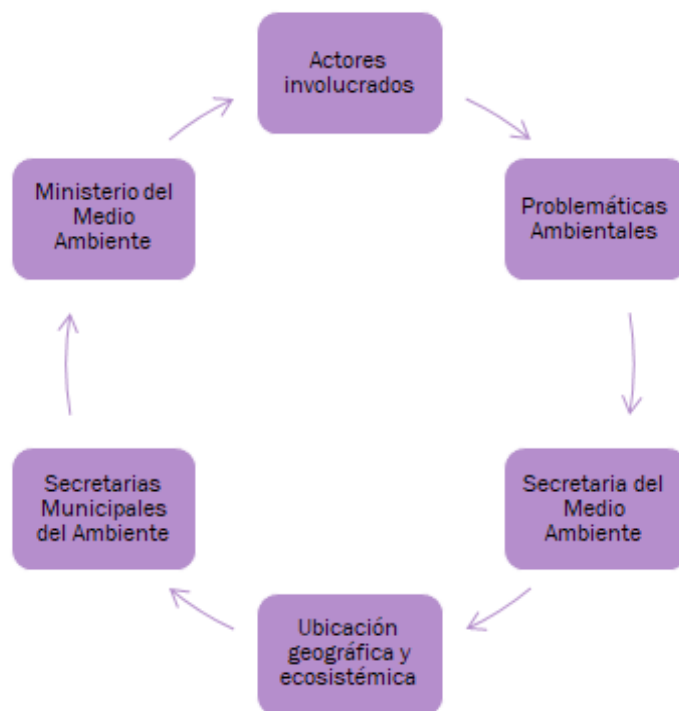 Actores
involucrados
Problemáticas
Ambientales
Secretaria del
Medio
Ambiente
Ubicación
geográfica y
ecosistémica
Secretarias
Municipales
del Ambiente
Ministerio del
Medio
Ambiente